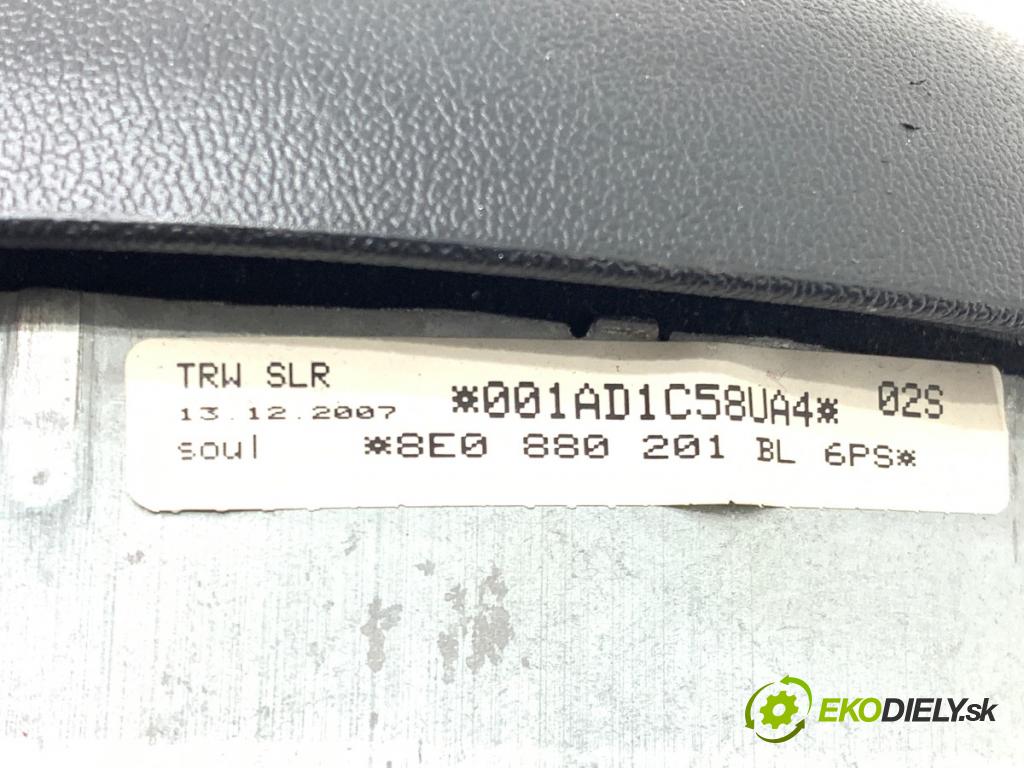 TRW SLR *001AD1C58UA4* 02S
13.12.2007
soul *8E0 880 201 BL 6PS*
EKODIELY.sk